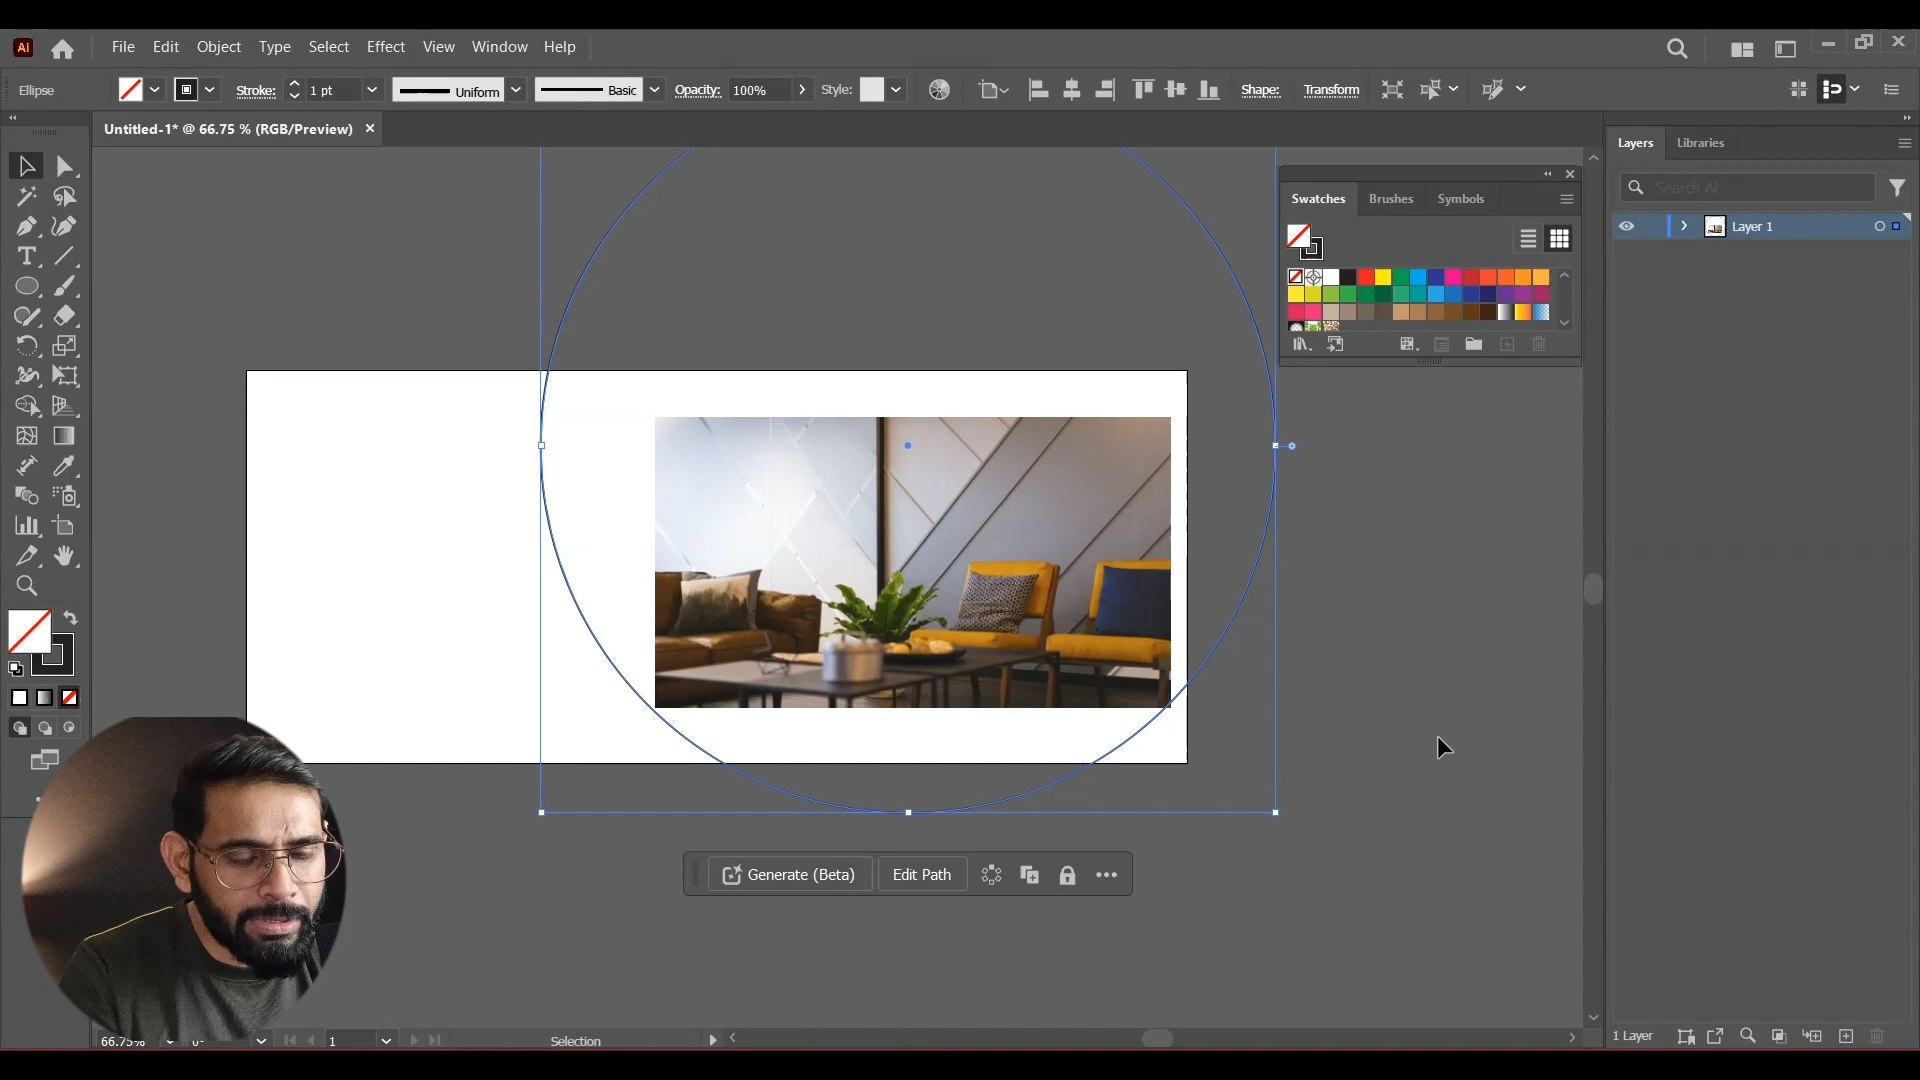 Ai File Edit Object Type Select Effect View Window Help
Ellipse Stroke: 1 pt Uniform Basic Opacity: 100% Style: Shape: Transform
Untitled-1* @ 66.75 % (RGB/Preview)
Layers Libraries
Search All
Layer 1
Swatches Brushes Symbols
Generate (Beta) Edit Path
66.75% 1 Selection
1 Layer